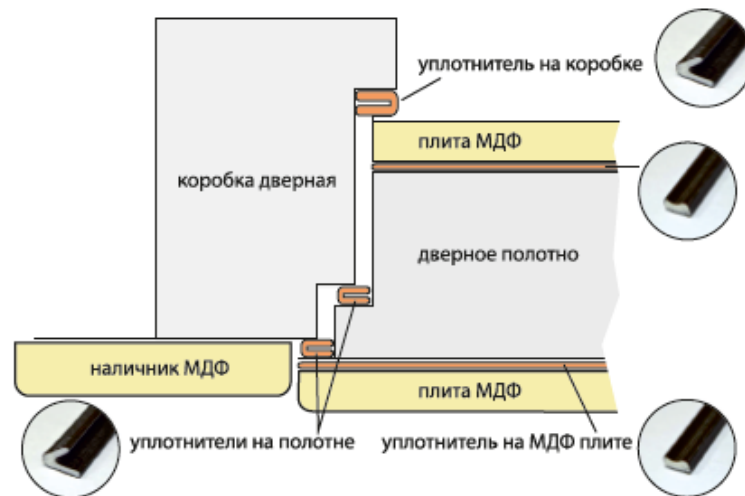 уплотнитель на коробке
плита МДФ
коробка дверная
дверное полотно
наличник МДФ
плита МДФ
уплотнители на полотне
уплотнитель на МДФ плите